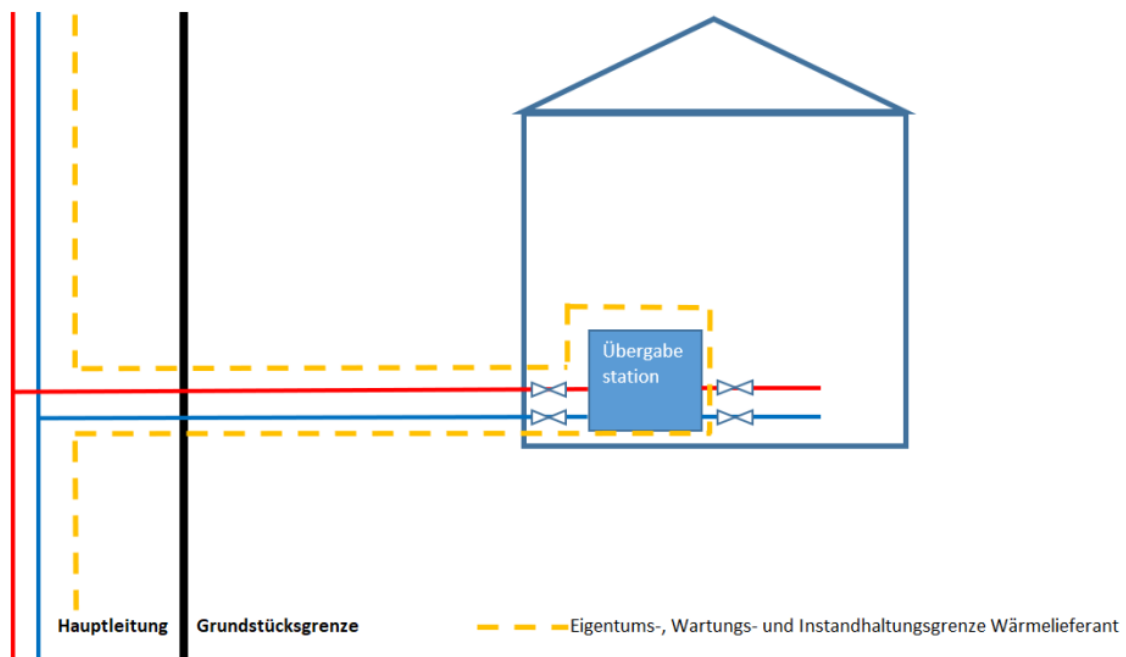 Übergabe
station
Hauptleitung
Grundstücksgrenze
Eigentums-, Wartungs- und Instandhaltungsgrenze Wärmelieferant